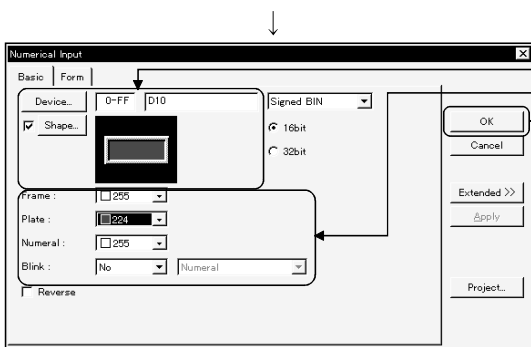 Numerical Input
Basic Form
Device... 0-FF D10 Signed BIN
Shape... 16bit
32bit
OK
Cancel
Extended >>
Apply
Project...
Frame : 255
Plate : 224
Numeral : 255
Blink : No Numeral
Reverse